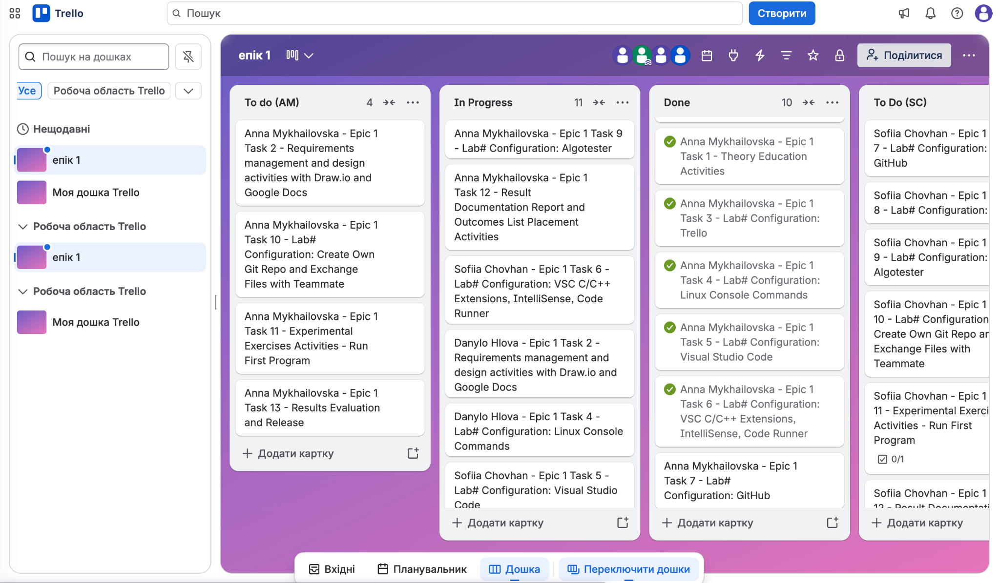 Trello
Пошук
Створити
Пошук на дошках
Усе
Робоча область Trello
Нещодавні
епік 1
Моя дошка Trello
Робоча область Trello
епік 1
Робоча область Trello
Моя дошка Trello
епік 1
Поділитися
To do (AM)
4
Anna Mykhailovska - Epic 1
Task 2 - Requirements
management and design
activities with Draw.io and
Google Docs
Anna Mykhailovska - Epic 1
Task 10 - Lab#
Configuration: Create Own
Git Repo and Exchange
Files with Teammate
Anna Mykhailovska - Epic 1
Task 11 - Experimental
Exercises Activities - Run
First Program
Anna Mykhailovska - Epic 1
Task 13 - Results Evaluation
and Release
Додати картку
In Progress
11
Anna Mykhailovska - Epic 1 Task 9
- Lab# Configuration: Algotester
Anna Mykhailovska - Epic 1
Task 12 - Result
Documentation Report and
Outcomes List Placement
Activities
Sofiia Chovhan - Epic 1 Task 6 -
Lab# Configuration: VSC C/C++
Extensions, IntelliSense, Code
Runner
Danylo Hlova - Epic 1 Task 2 -
Requirements management and
design activities with Draw.io and
Google Docs
Danylo Hlova - Epic 1 Task 4 -
Lab# Configuration: Linux Console
Commands
Sofiia Chovhan - Epic 1 Task 5 -
Lab# Configuration: Visual Studio
Code
Додати картку
Done
10
Anna Mykhailovska - Epic 1
Task 1 - Theory Education
Activities
Anna Mykhailovska - Epic 1
Task 3 - Lab# Configuration:
Trello
Anna Mykhailovska - Epic 1
Task 4 - Lab# Configuration:
Linux Console Commands
Anna Mykhailovska - Epic 1
Task 5 - Lab# Configuration:
Visual Studio Code
Anna Mykhailovska - Epic 1
Task 6 - Lab# Configuration:
VSC C/C++ Extensions,
IntelliSense, Code Runner
Anna Mykhailovska - Epic 1
Task 7 - Lab#
Configuration: GitHub
Додати картку
To Do (SC)
Sofiia Chovhan - Epic 1
7 - Lab# Configuration:
GitHub
Sofiia Chovhan - Epic 1
8 - Lab# Configuration:
Sofiia Chovhan - Epic 1
9 - Lab# Configuration:
Algotester
Sofiia Chovhan - Epic 1
10 - Lab# Configuration
Create Own Git Repo
Exchange Files with
Teammate
Sofiia Chovhan - Epic 1
11 - Experimental Exerci
Activities - Run First
Program
0/1
Sofiia Chovhan - Epic 1
12 - Result Documentati
Додати картку
Вхідні
Планувальник
Дошка
Переключити дошки